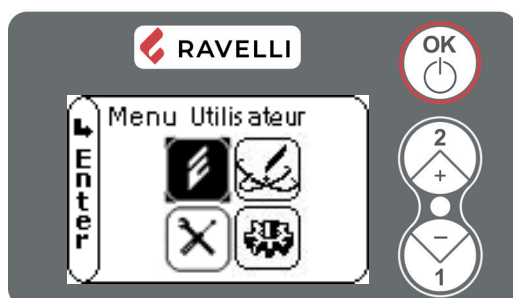 RAVELLI
OK
Menu Utilisateur
Enter
2
+
−
1